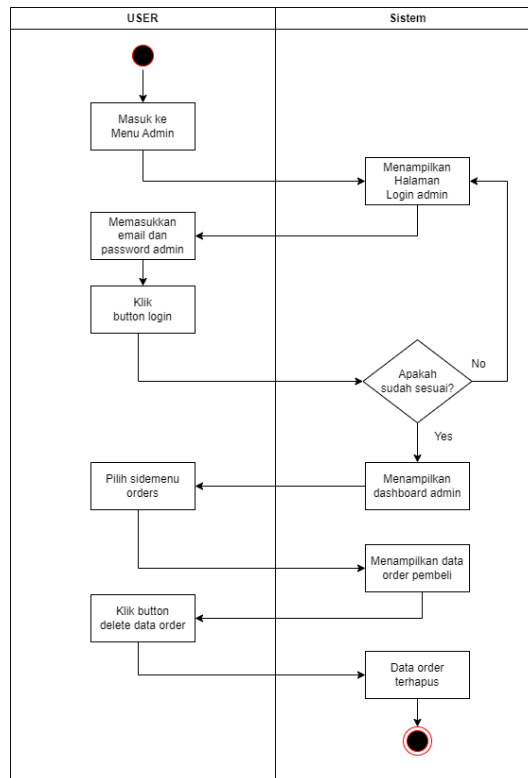 USER
Sistem
Masuk ke
Menu Admin
Menampilkan
Halaman
Login admin
Memasukkan
email dan
password admin
Klik
button login
Apakah
sudah sesuai?
No
Yes
Menampilkan
dashboard admin
Pilih sidemenu
orders
Menampilkan data
order pembeli
Klik button
delete data order
Data order
terhapus